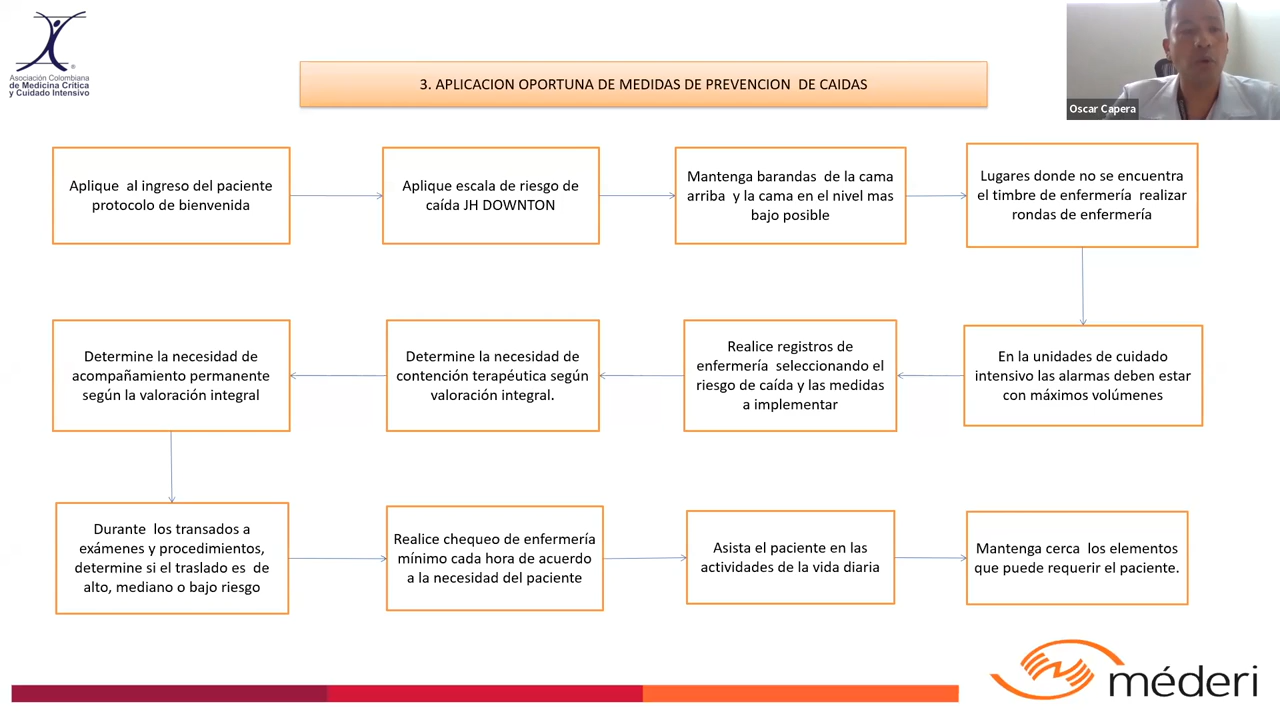 Asociación Colombiana
de Medicina Crítica
y Cuidado Intensivo
3. APLICACION OPORTUNA DE MEDIDAS DE PREVENCION DE CAIDAS
Oscar Capera
Aplique al ingreso del paciente
protocolo de bienvenida
Aplique escala de riesgo de
caída JH DOWNTON
Mantenga barandas de la cama
arriba y la cama en el nivel mas
bajo posible
Lugares donde no se encuentra
el timbre de enfermería realizar
rondas de enfermería
En la unidades de cuidado
intensivo las alarmas deben estar
con máximos volúmenes
Realice registros de
enfermería seleccionando el
riesgo de caída y las medidas
a implementar
Determine la necesidad de
contención terapéutica según
valoración integral.
Determine la necesidad de
acompañamiento permanente
según la valoración integral
Durante los transados a
exámenes y procedimientos,
determine si el traslado es de
alto, mediano o bajo riesgo
Realice chequeo de enfermería
mínimo cada hora de acuerdo
a la necesidad del paciente
Asista el paciente en las
actividades de la vida diaria
Mantenga cerca los elementos
que puede requerir el paciente.
méderi